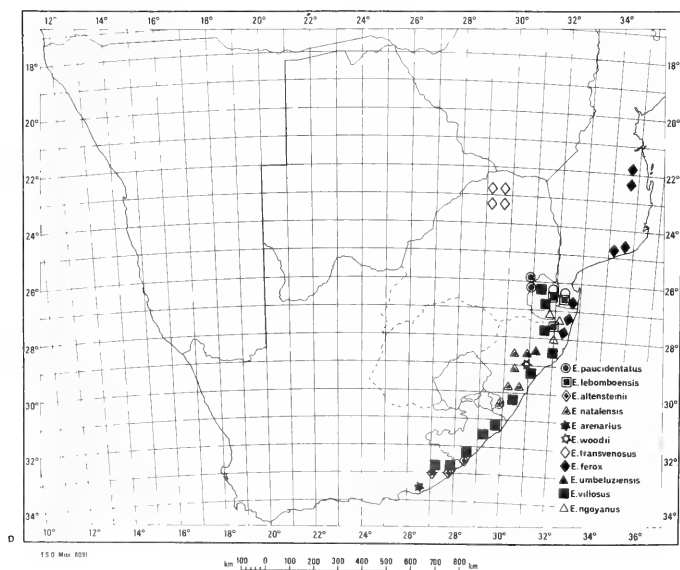 12° 14° 16° 18° 20° 22° 24° 26° 28° 30° 32° 34°
10°
18° 18°
20° 20°
22° 22°
24° 24°
26° 26°
28° 28°
30° 30°
32° 32°
34° 34°
E. paucidentatus
E. lebomboensis
E. altensteinii
E. natalensis
E. arenarius
E. woodii
E. transvenosus
E. ferox
E. umbeluziensis
E. villosus
E. ngoyanus
10° 12° 14° 16° 18° 20° 22° 24° 26° 28° 30° 32° 34° 36°
D
T.S.O Misc 8091
km 100 0 100 200 300 400 500 600 700 800 km